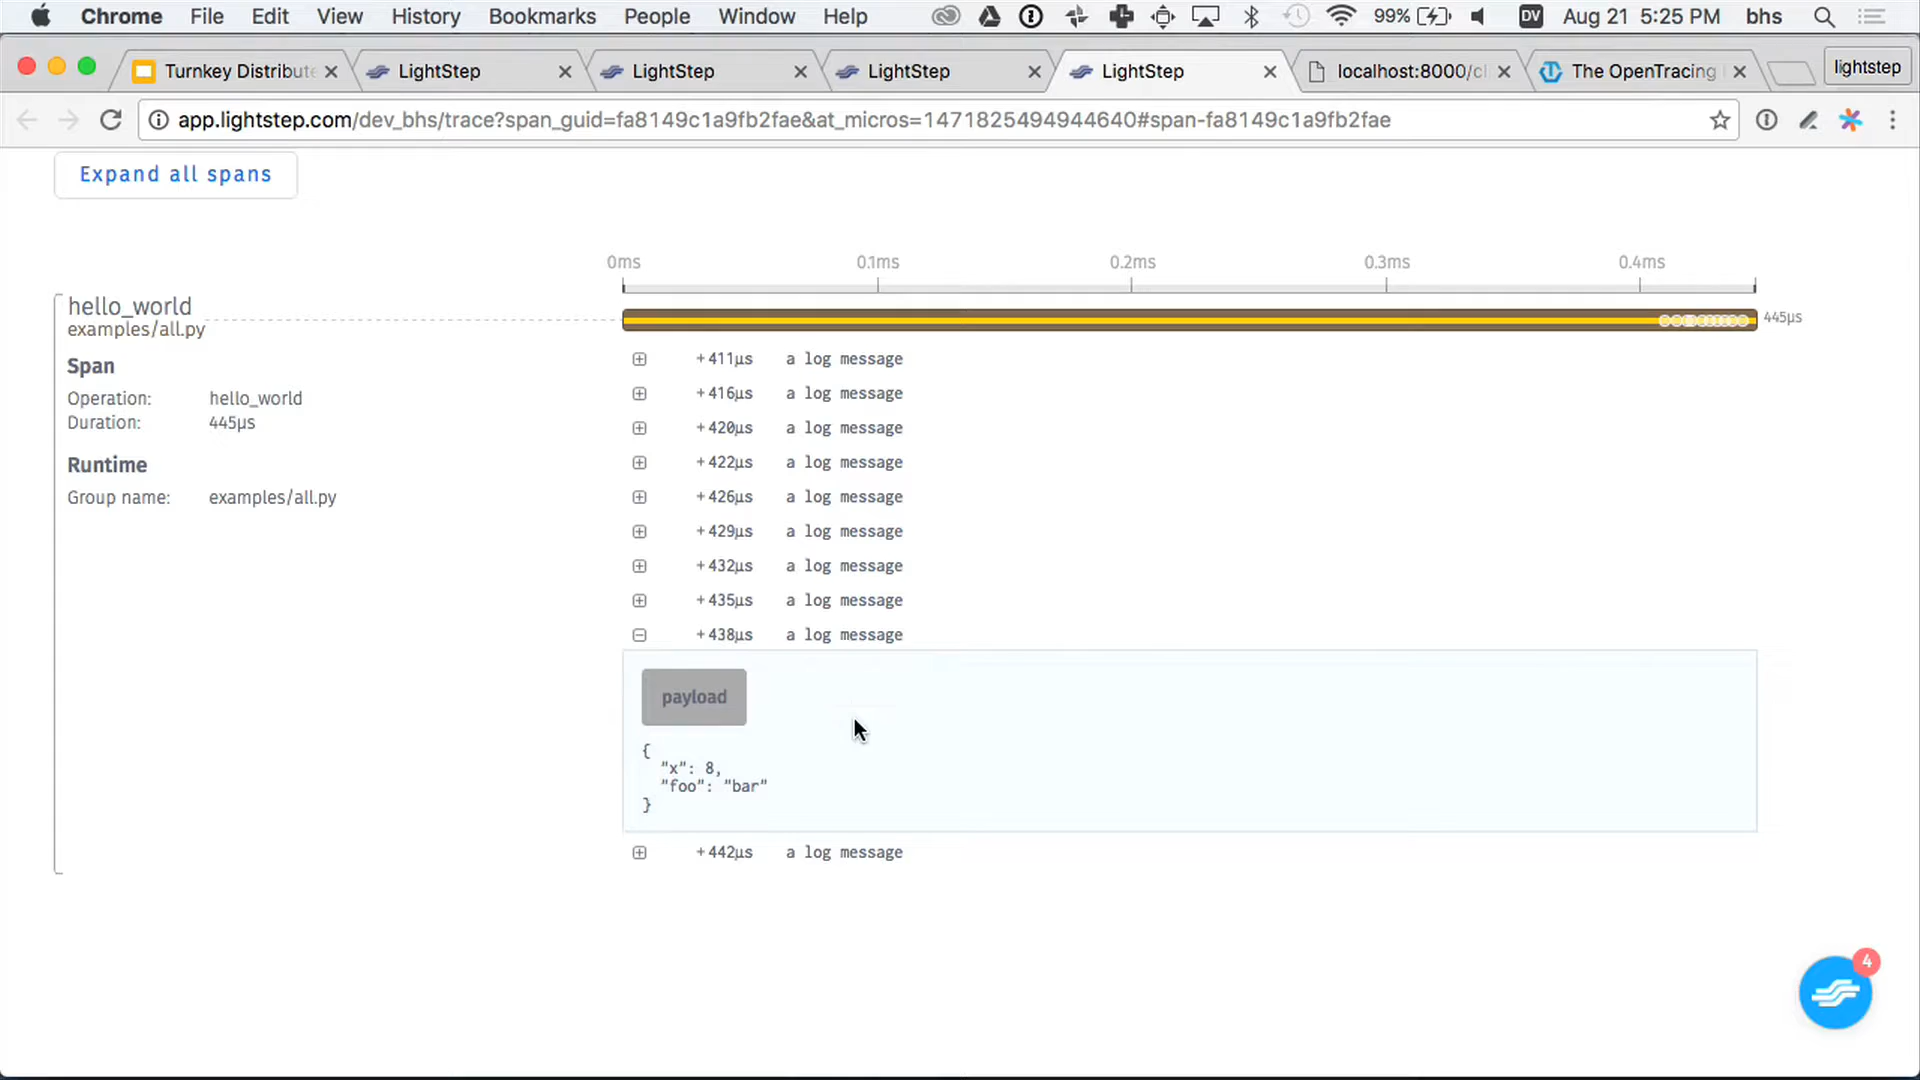 Chrome File Edit View History Bookmarks People Window Help 99% DV Aug 21 5:25 PM bhs
Turnkey Distribute LightStep LightStep LightStep LightStep localhost:8000/cl The OpenTracing lightstep
app.lightstep.com/dev_bhs/trace?span_guid=fa8149c1a9fb2fae&at_micros=1471825494944640#span-fa8149c1a9fb2fae
Expand all spans
0ms 0.1ms 0.2ms 0.3ms 0.4ms
hello_world
examples/all.py
445µs
Span
Operation: hello_world
Duration: 445µs
Runtime
Group name: examples/all.py
+411µs a log message
+416µs a log message
+420µs a log message
+422µs a log message
+426µs a log message
+429µs a log message
+432µs a log message
+435µs a log message
+438µs a log message
payload
{
"x": 8,
"foo": "bar"
}
+442µs a log message
4